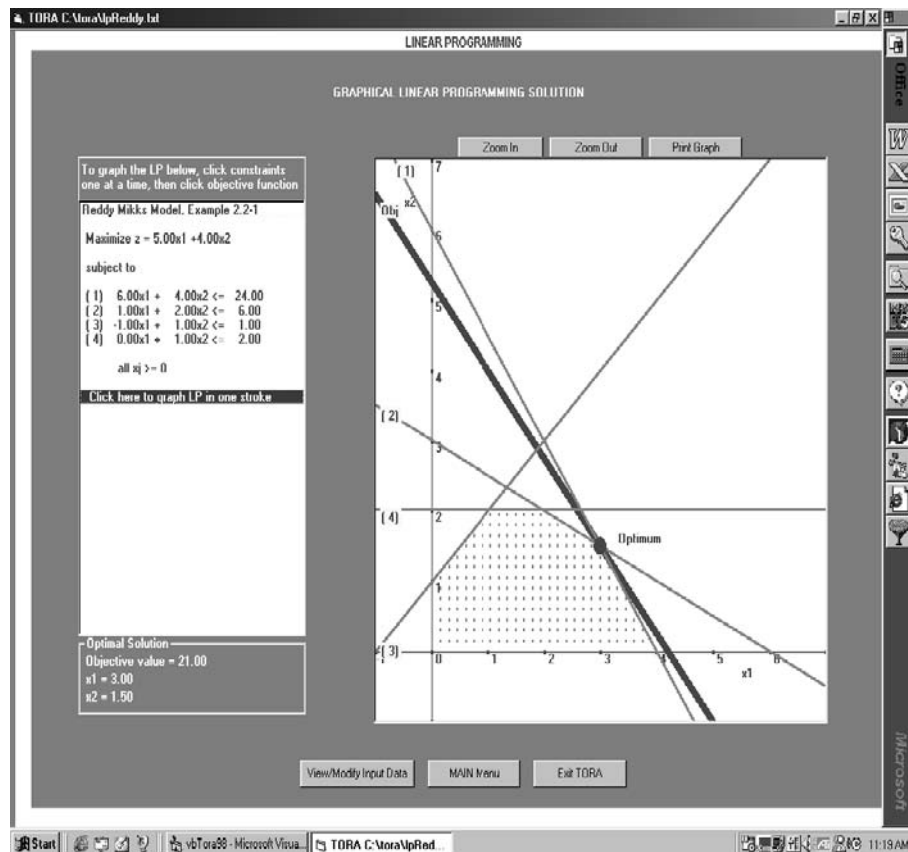 TORA C:\tora\lpReddy.txt
LINEAR PROGRAMMING
GRAPHICAL LINEAR PROGRAMMING SOLUTION
Zoom In
Zoom Out
Print Graph
To graph the LP below, click constraints
one at a time, then click objective function
Reddy Mikks Model. Example 2.2-1
Maximize z = 5.00x1 +4.00x2
subject to
( 1) 6.00x1 + 4.00x2 <= 24.00
( 2) 1.00x1 + 2.00x2 <= 6.00
( 3) -1.00x1 + 1.00x2 <= 1.00
( 4) 0.00x1 + 1.00x2 <= 2.00
all xj >= 0
Click here to graph LP in one stroke
Optimal Solution
Objective value = 21.00
x1 = 3.00
x2 = 1.50
( 1)
7
x2
Obj
6
5
4
( 2)
3
( 4)
2
Optimum
1
( 3)
0
1
2
3
4
5
6
x1
View/Modify Input Data
MAIN Menu
Exit TORA
Office
W
X
Microsoft
Start
vbTora98 - Microsoft Visua...
TORA C:\tora\lpRed...
11:19 AM